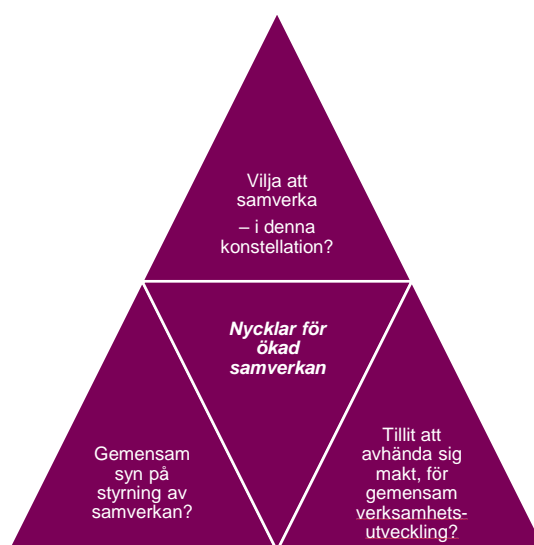 Vilja att
samverka
– i denna
konstellation?
Nycklar för
ökad
samverkan
Gemensam
syn på
styrning av
samverkan?
Tillit att
avhända sig
makt, för
gemensam
verksamhets-
utveckling?